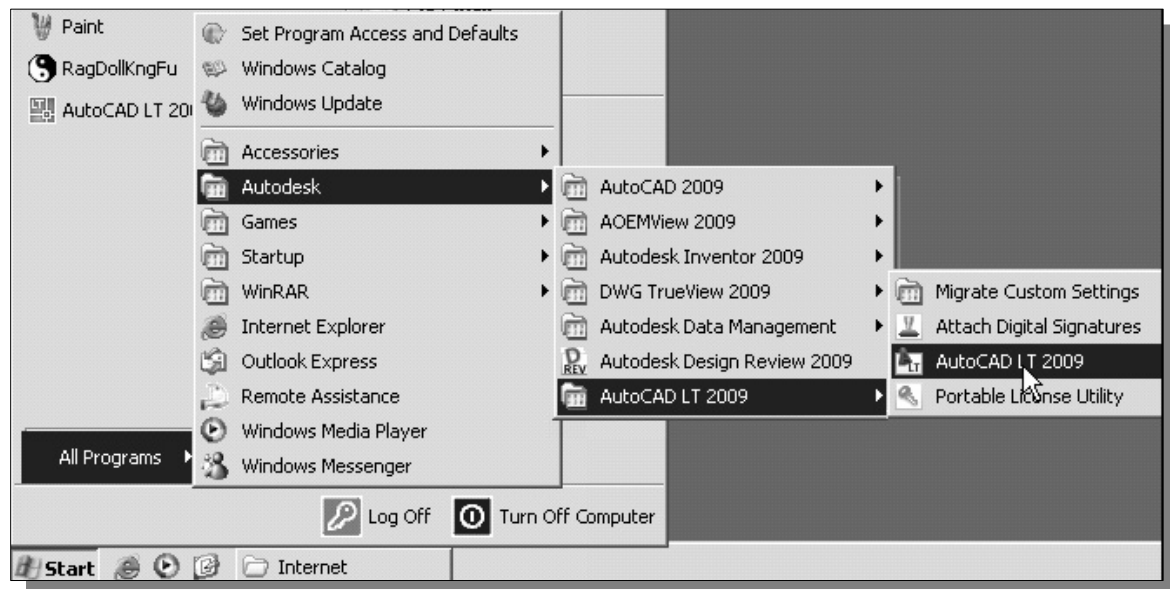 Paint
RagDollKngFu
AutoCAD LT
All Programs
Set Program Access and Defaults
Windows Catalog
Windows Update
Accessories
Autodesk
Games
Startup
WinRAR
Internet Explorer
Outlook Express
Remote Assistance
Windows Media Player
Windows Messenger
AutoCAD 2009
AOEMView 2009
Autodesk Inventor 2009
DWG TrueView 2009
Autodesk Data Management
Autodesk Design Review 2009
AutoCAD LT 2009
Migrate Custom Settings
Attach Digital Signatures
AutoCAD LT 2009
Portable License Utility
Log Off
Turn Off Computer
Start
Internet